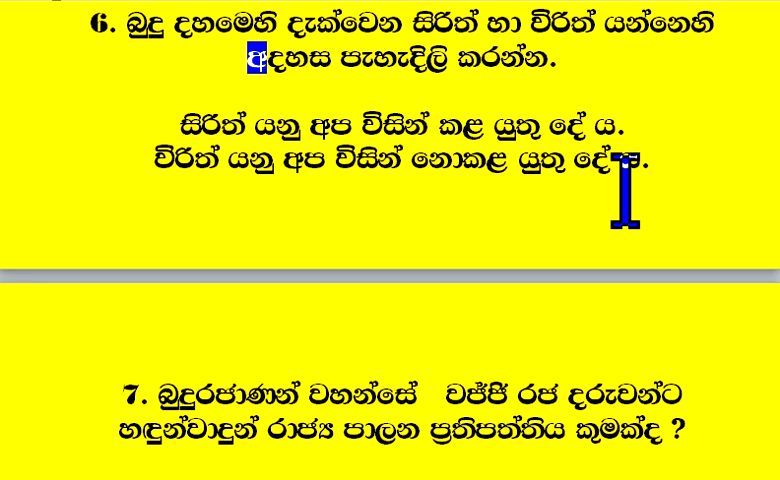 6. බුදු දහමෙහි දැක්වෙන සිරිත් හා විරිත් යන්නෙහි
අදහස පැහැදිලි කරන්න.
සිරිත් යනු අප විසින් කළ යුතු දේ ය.
විරිත් යනු අප විසින් නොකළ යුතු දේ ය.
7. බුදුරජාණන් වහන්සේ වජ්ජි රජ දරුවන්ට
හඳුන්වාදුන් රාජ්‍ය පාලන ප්‍රතිපත්තිය කුමක්ද ?